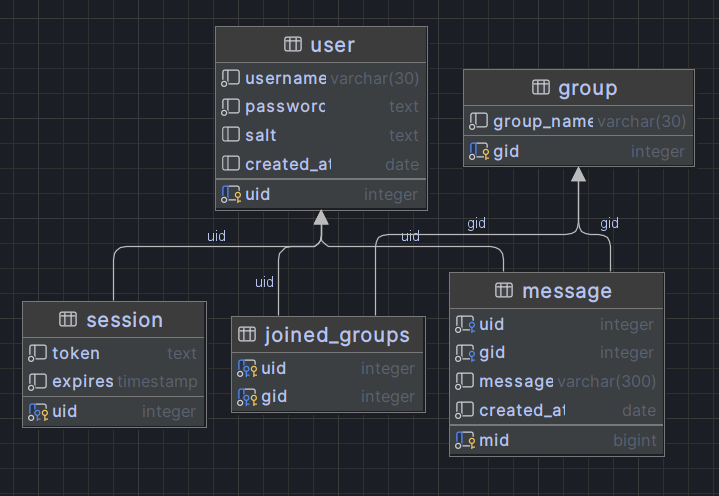 user
username varchar(30)
password text
salt text
created_at date
uid integer
group
group_name varchar(30)
gid integer
uid
uid
uid
gid
gid
session
token text
expires timestamp
uid integer
joined_groups
uid integer
gid integer
message
uid integer
gid integer
message varchar(300)
created_at date
mid bigint